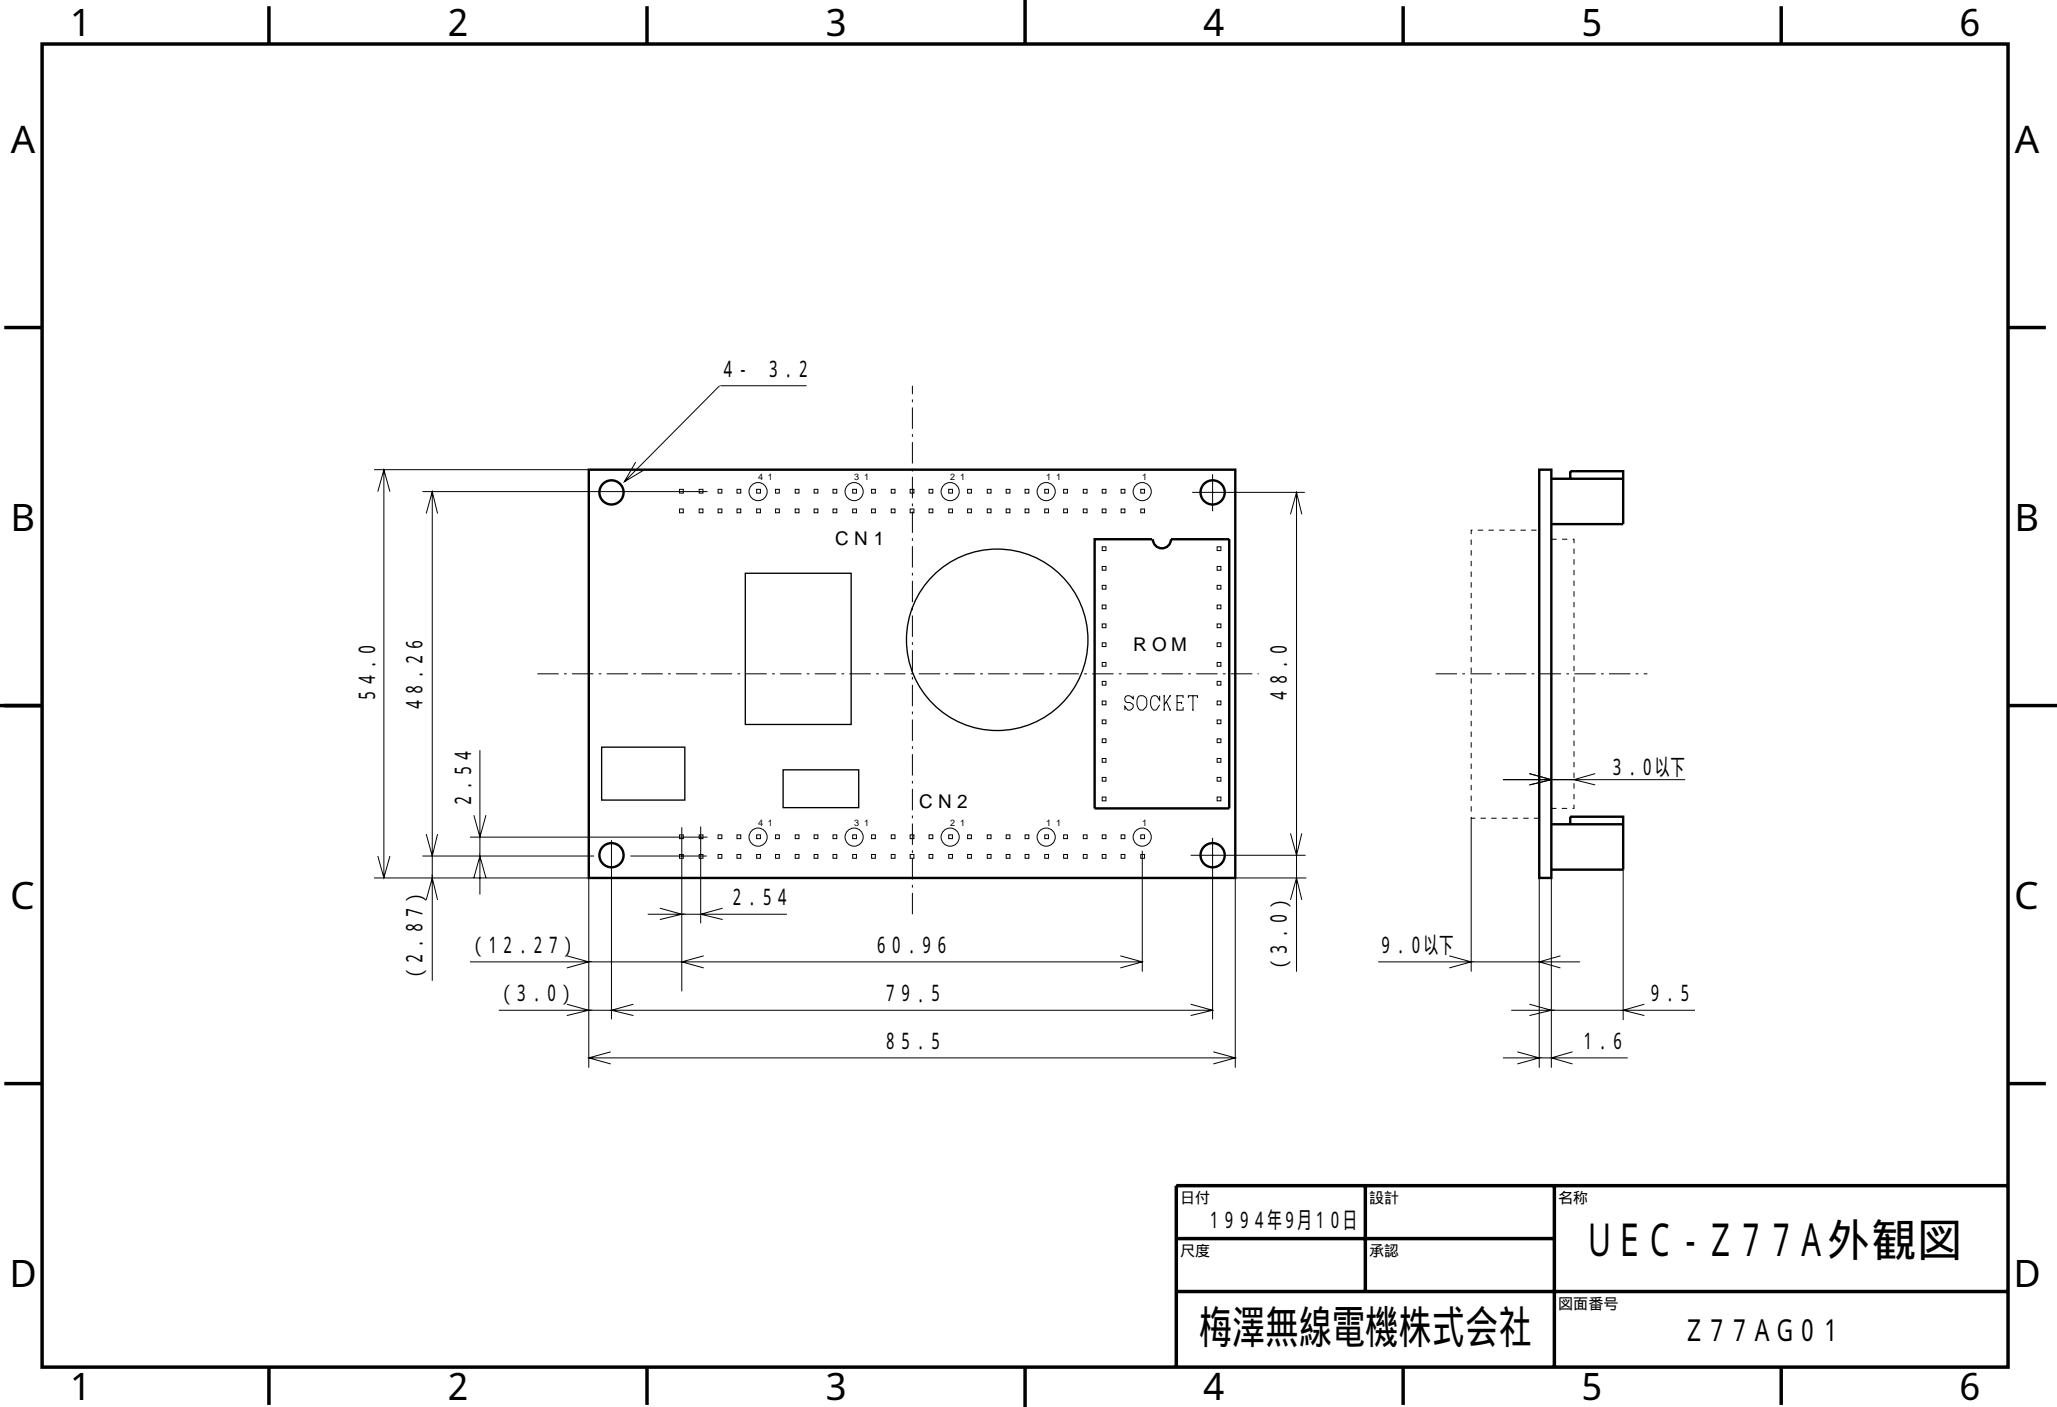 1 2 3 4 5 6
A A
4- 3.2
41 31 21 11 1
B B
CN1
54.0
48.26
ROM
48.0
SOCKET
2.54
3.0以下
CN2
41 31 21 11 1
C C
2.54
(2.87)
(12.27)
60.96
(3.0)
9.0以下
(3.0)
79.5
9.5
85.5
1.6
日付
1994年9月10日
設計
名称
UEC-Z77A外観図
尺度
承認
D D
梅澤無線電機株式会社
図面番号
Z77AG01
1 2 3 4 5 6